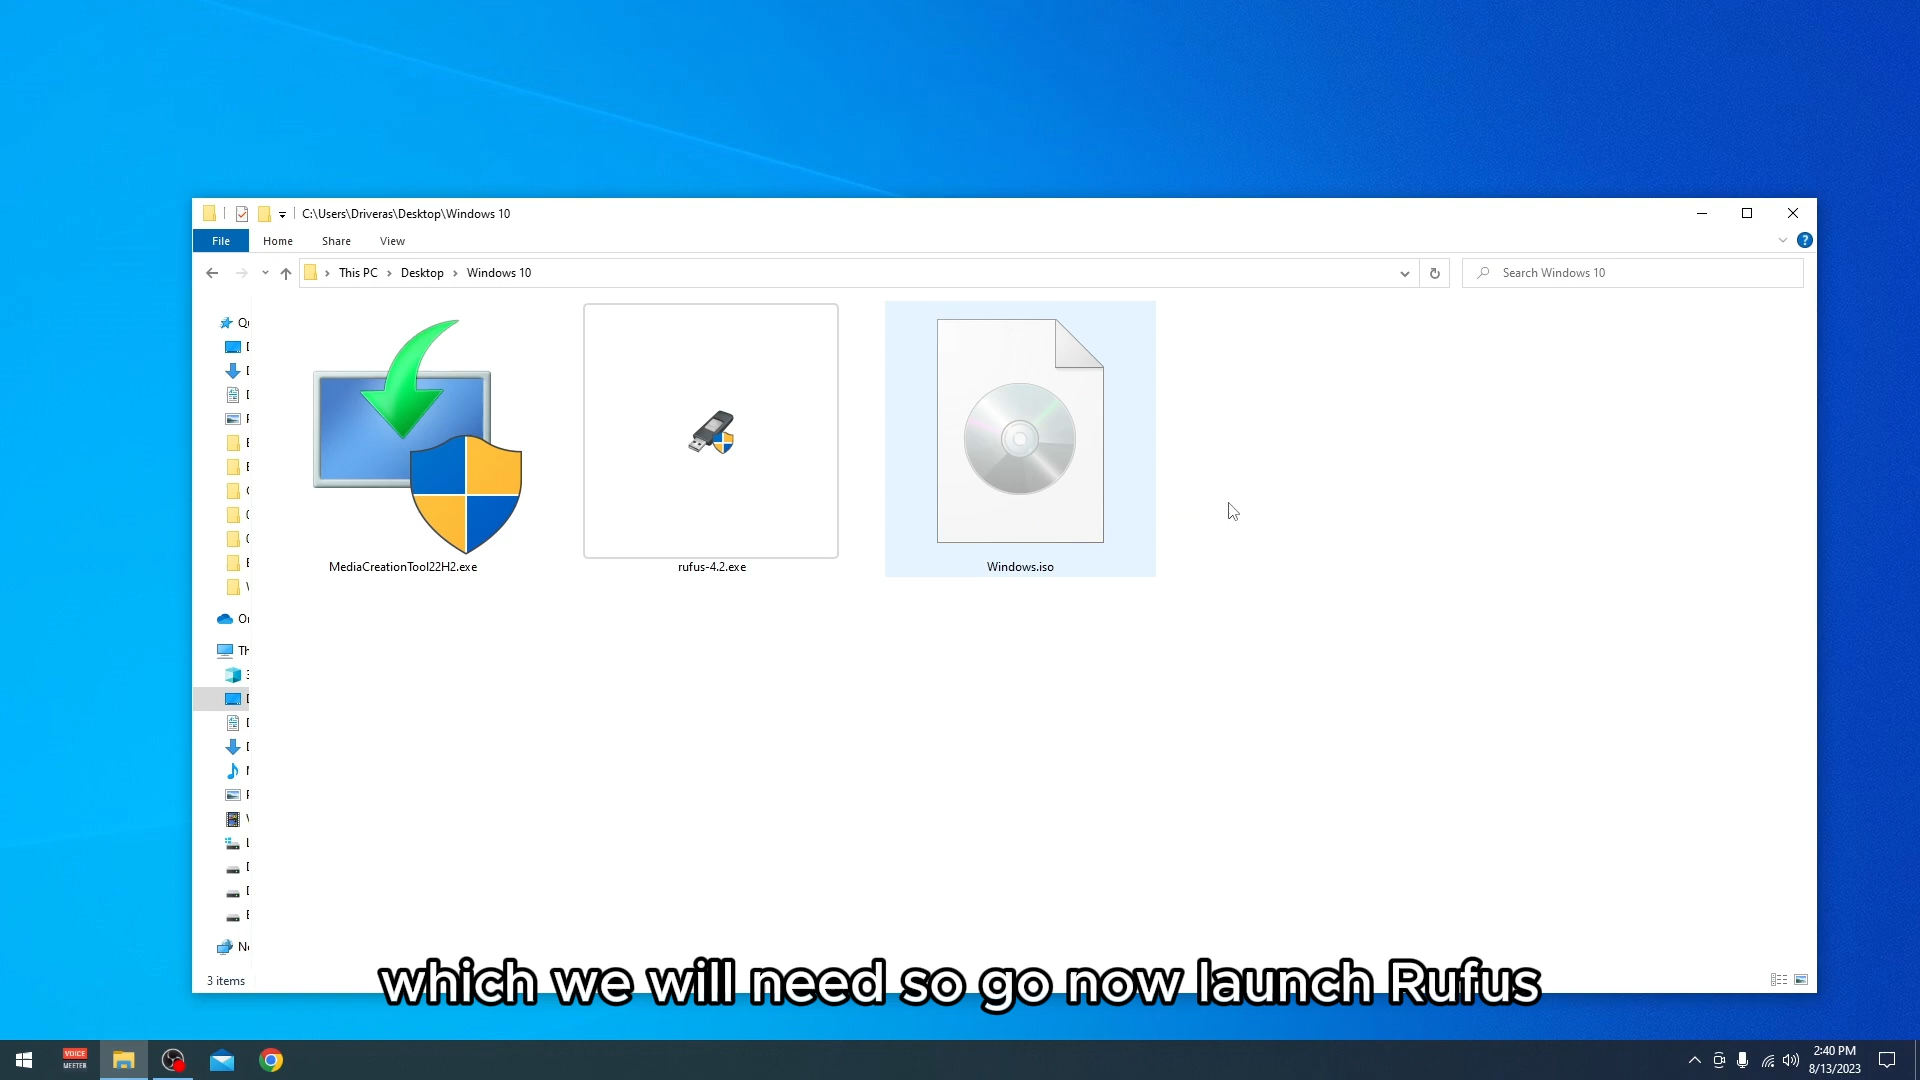 C:\Users\Driveras\Desktop\Windows 10
File Home Share View
This PC > Desktop > Windows 10
Search Windows 10
MediaCreationTool22H2.exe
rufus-4.2.exe
Windows.iso
3 items
which we will need so go now launch Rufus
VOICE
MEETER
2:40 PM
8/13/2023